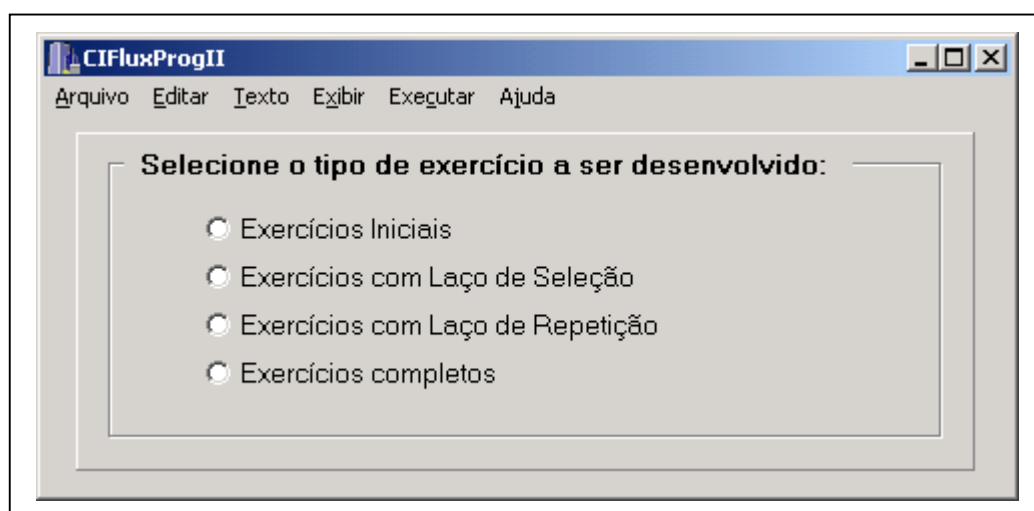 CIFluxProgII
Arquivo Editar Texto Exibir Executar Ajuda
Selecione o tipo de exercício a ser desenvolvido:
Exercícios Iniciais
Exercícios com Laço de Seleção
Exercícios com Laço de Repetição
Exercícios completos